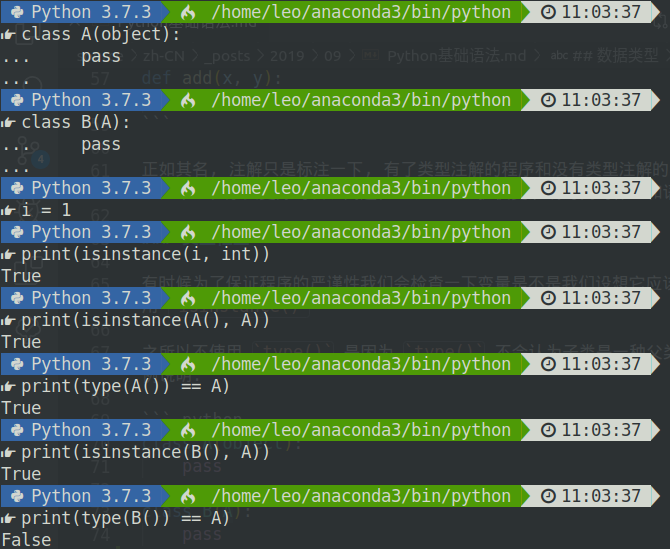 Python 3.7.3 /home/leo/anaconda3/bin/python 11:03:37
class A(object):
... pass
...
Python 3.7.3 /home/leo/anaconda3/bin/python 11:03:37
class B(A):
... pass
...
Python 3.7.3 /home/leo/anaconda3/bin/python 11:03:37
i = 1
Python 3.7.3 /home/leo/anaconda3/bin/python 11:03:37
print(isinstance(i, int))
True
Python 3.7.3 /home/leo/anaconda3/bin/python 11:03:37
print(isinstance(A(), A))
True
Python 3.7.3 /home/leo/anaconda3/bin/python 11:03:37
print(type(A()) == A)
True
Python 3.7.3 /home/leo/anaconda3/bin/python 11:03:37
print(isinstance(B(), A))
True
Python 3.7.3 /home/leo/anaconda3/bin/python 11:03:37
print(type(B()) == A)
False